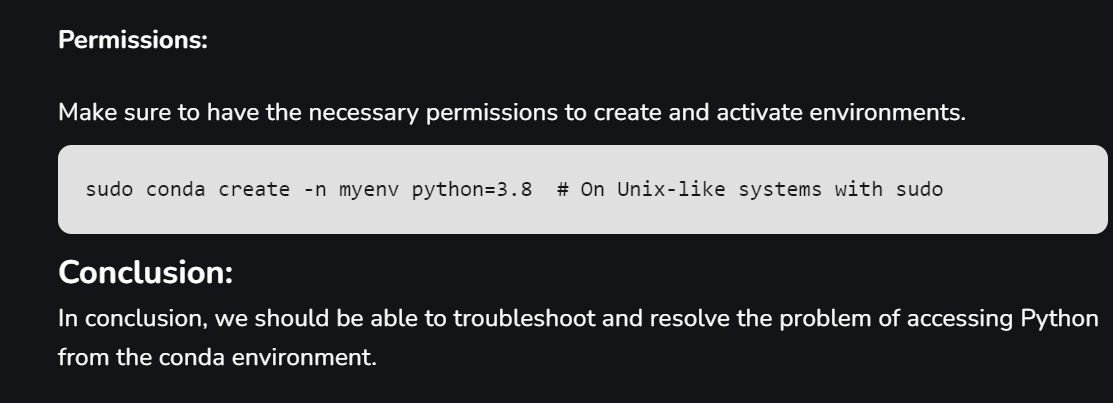 Permissions:
Make sure to have the necessary permissions to create and activate environments.
sudo conda create -n myenv python=3.8  # On Unix-like systems with sudo
Conclusion:
In conclusion, we should be able to troubleshoot and resolve the problem of accessing Python
from the conda environment.